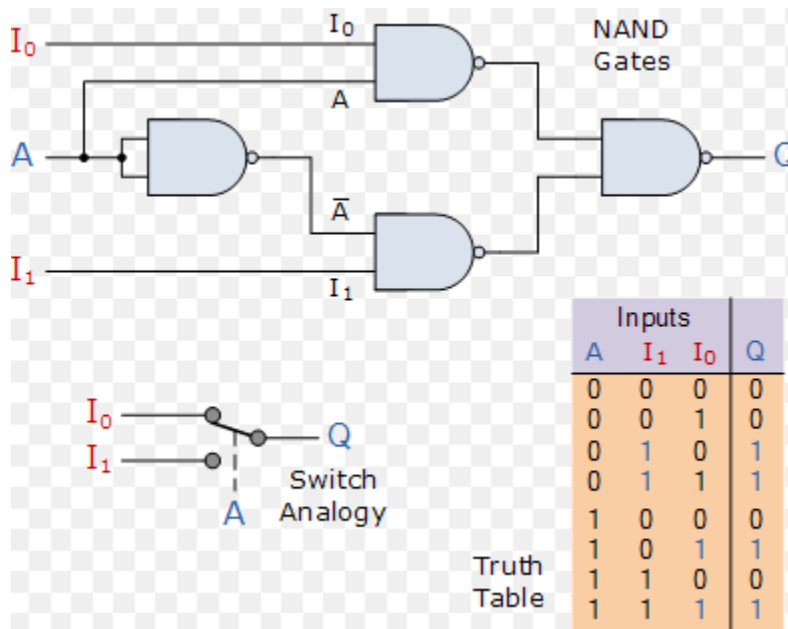 I₀
I₀
NAND
Gates
A
A
Q
A̅
I₁
I₁
Inputs
A I₁ I₀ Q
0 0 0 0
0 0 1 0
0 1 0 1
0 1 1 1
1 0 0 0
1 0 1 1
1 1 0 0
1 1 1 1
I₀
Q
I₁
Switch
Analogy
A
Truth
Table